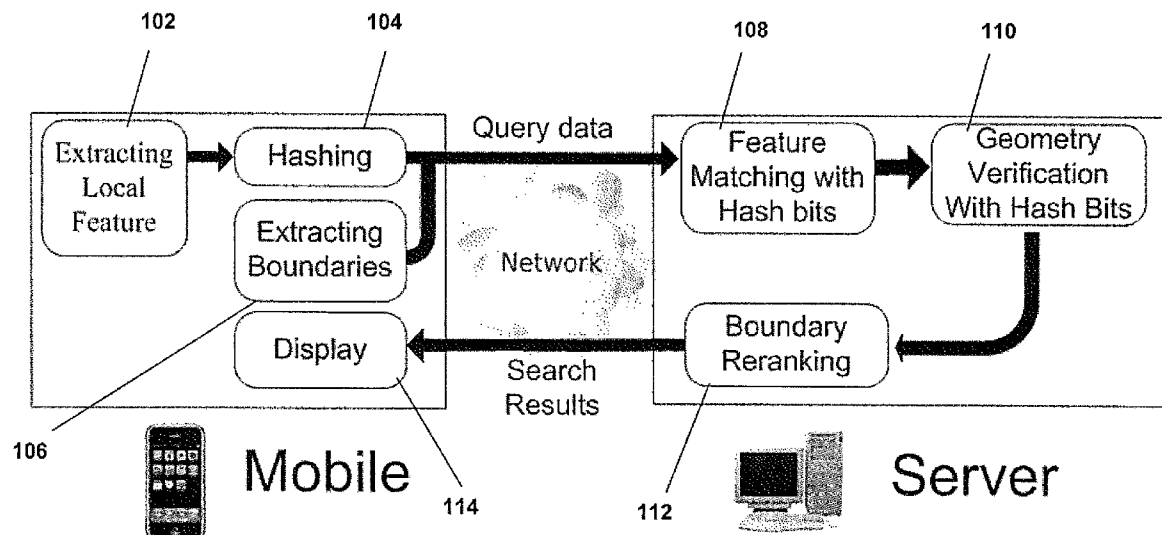 102
104
108
110
Extracting
Local
Feature
Hashing
Query data
Feature
Matching with
Hash bits
Geometry
Verification
With Hash Bits
Extracting
Boundaries
Network
Display
Search
Results
Boundary
Reranking
106
Mobile
114
112
Server